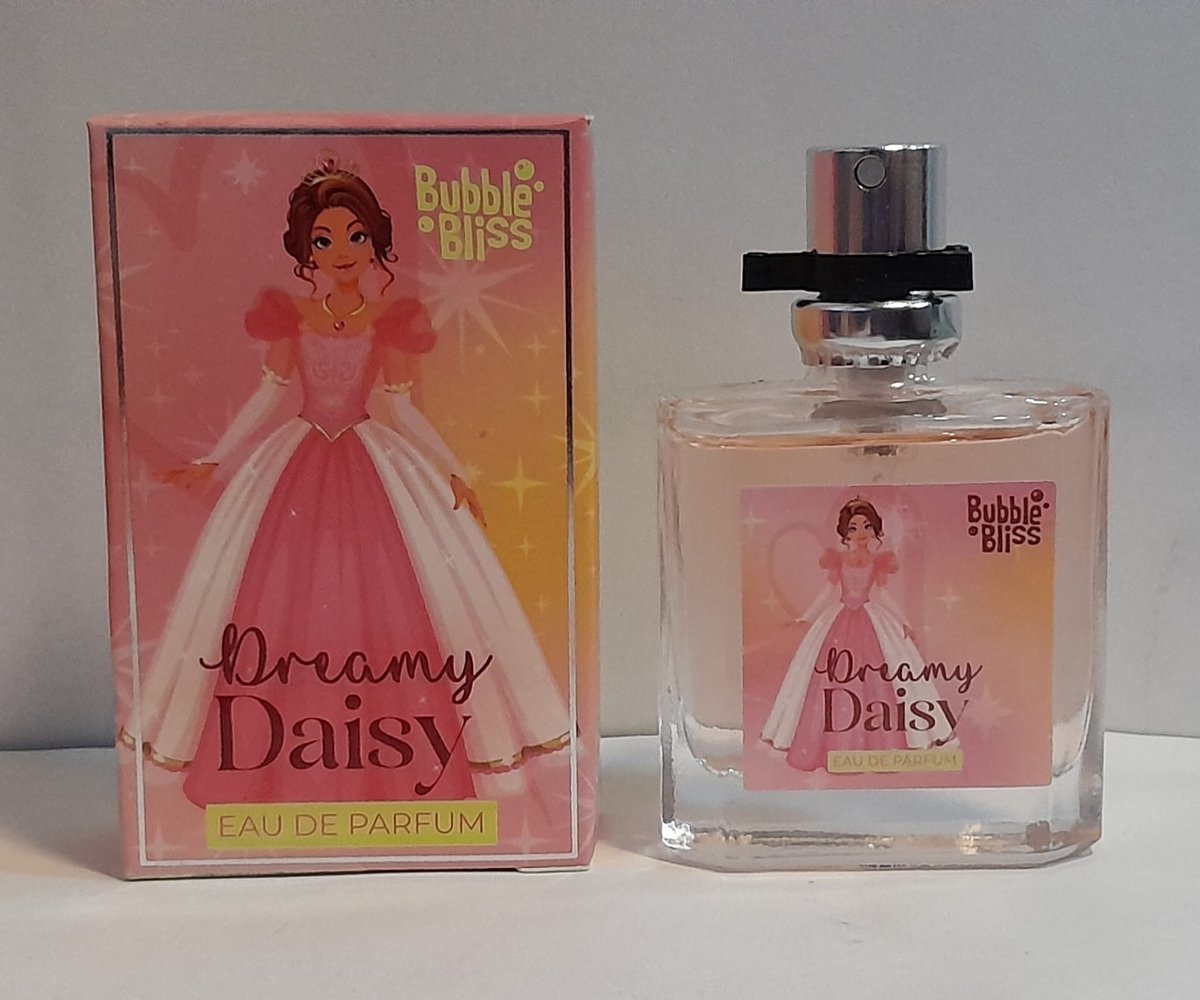 Bubble
Bliss
Dreamy
Daisy
EAU DE PARFUM
Bubble
Bliss
Dreamy
Daisy
EAU DE PARFUM